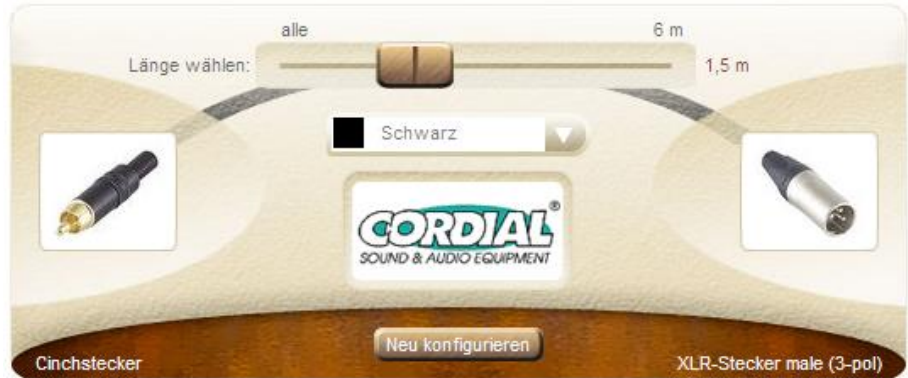 alle
6 m
Länge wählen:
1,5 m
Schwarz
CORDIAL®
SOUND & AUDIO EQUIPMENT
Neu konfigurieren
Cinchstecker
XLR-Stecker male (3-pol)